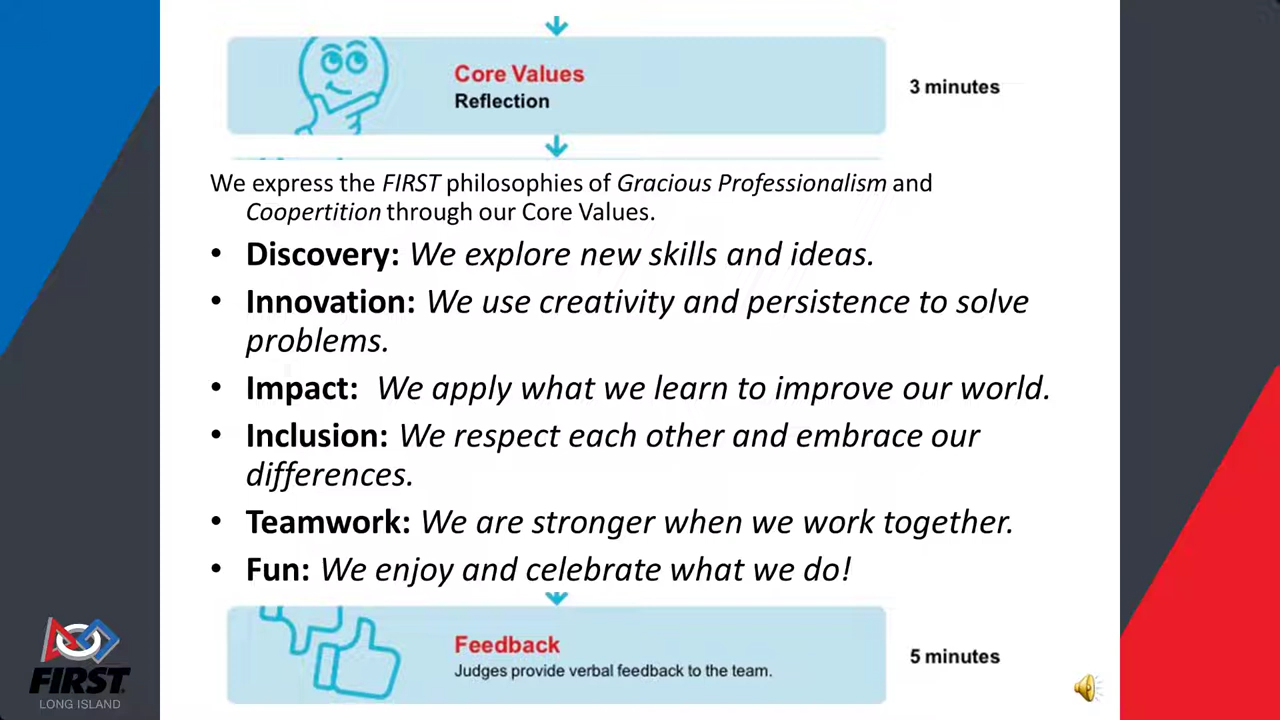 Core Values
Reflection
3 minutes
We express the FIRST philosophies of Gracious Professionalism and
Coopertition through our Core Values.
• Discovery: We explore new skills and ideas.
• Innovation: We use creativity and persistence to solve
problems.
• Impact: We apply what we learn to improve our world.
• Inclusion: We respect each other and embrace our
differences.
• Teamwork: We are stronger when we work together.
• Fun: We enjoy and celebrate what we do!
Feedback
Judges provide verbal feedback to the team.
5 minutes
FIRST
LONG ISLAND